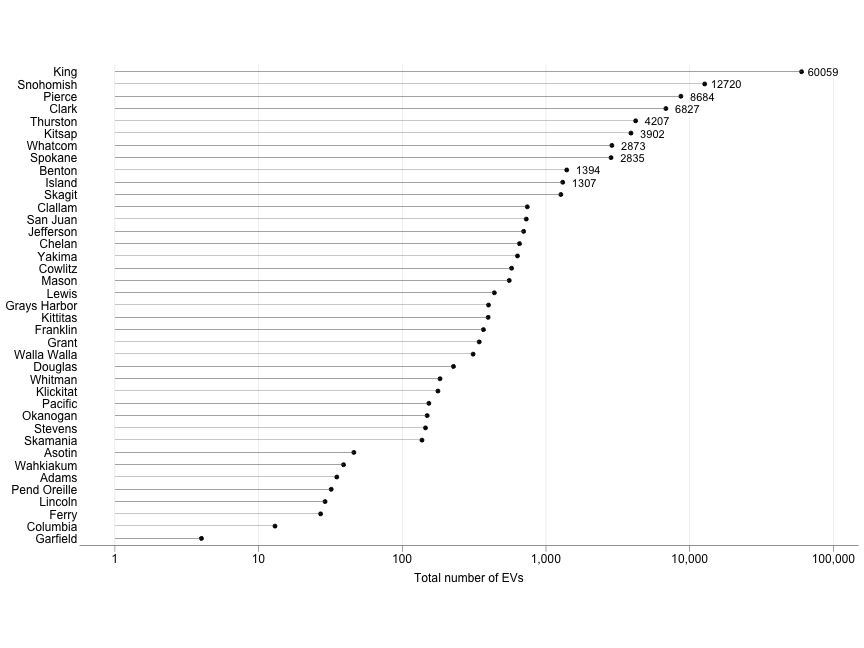 King 60059
Snohomish 12720
Pierce 8684
Clark 6827
Thurston 4207
Kitsap 3902
Whatcom 2873
Spokane 2835
Benton 1394
Island 1307
Skagit
Clallam
San Juan
Jefferson
Chelan
Yakima
Cowlitz
Mason
Lewis
Grays Harbor
Kittitas
Franklin
Grant
Walla Walla
Douglas
Whitman
Klickitat
Pacific
Okanogan
Stevens
Skamania
Asotin
Wahkiakum
Adams
Pend Oreille
Lincoln
Ferry
Columbia
Garfield
1 10 100 1,000 10,000 100,000
Total number of EVs